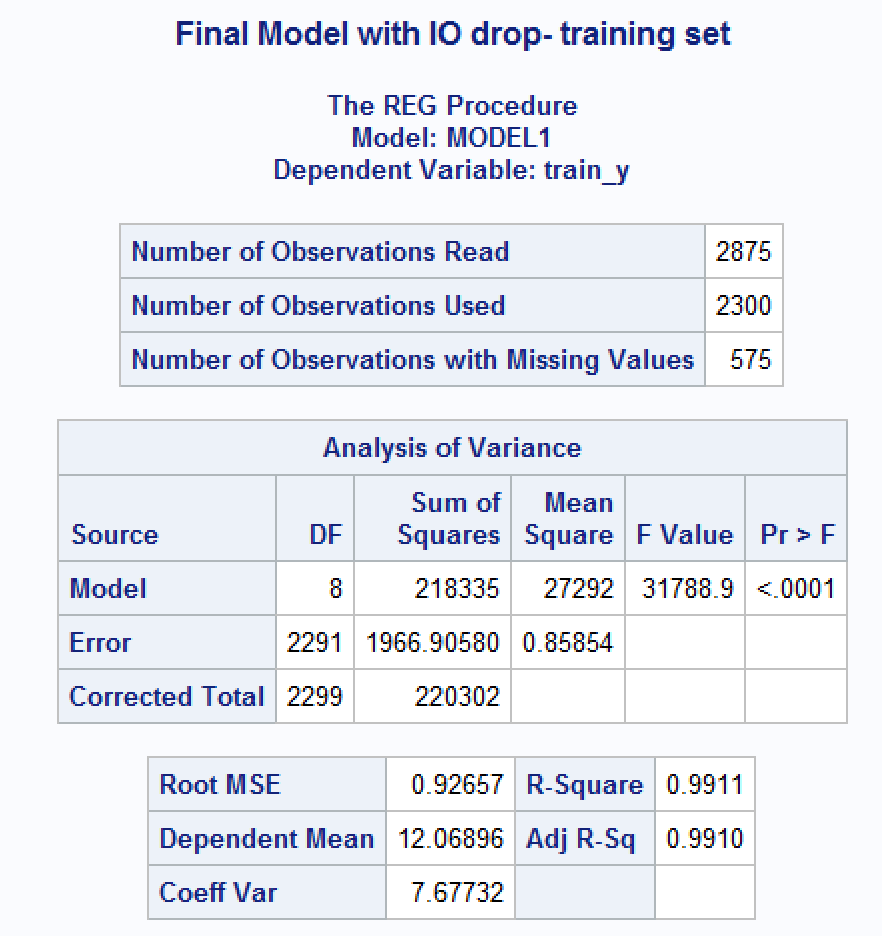 Final Model with IO drop- training set
The REG Procedure
Model: MODEL1
Dependent Variable: train_y
Number of Observations Read 2875
Number of Observations Used 2300
Number of Observations with Missing Values 575
Analysis of Variance
Source DF Sum of Squares Mean Square F Value Pr > F
Model 8 218335 27292 31788.9 <.0001
Error 2291 1966.90580 0.85854
Corrected Total 2299 220302
Root MSE 0.92657 R-Square 0.9911
Dependent Mean 12.06896 Adj R-Sq 0.9910
Coeff Var 7.67732